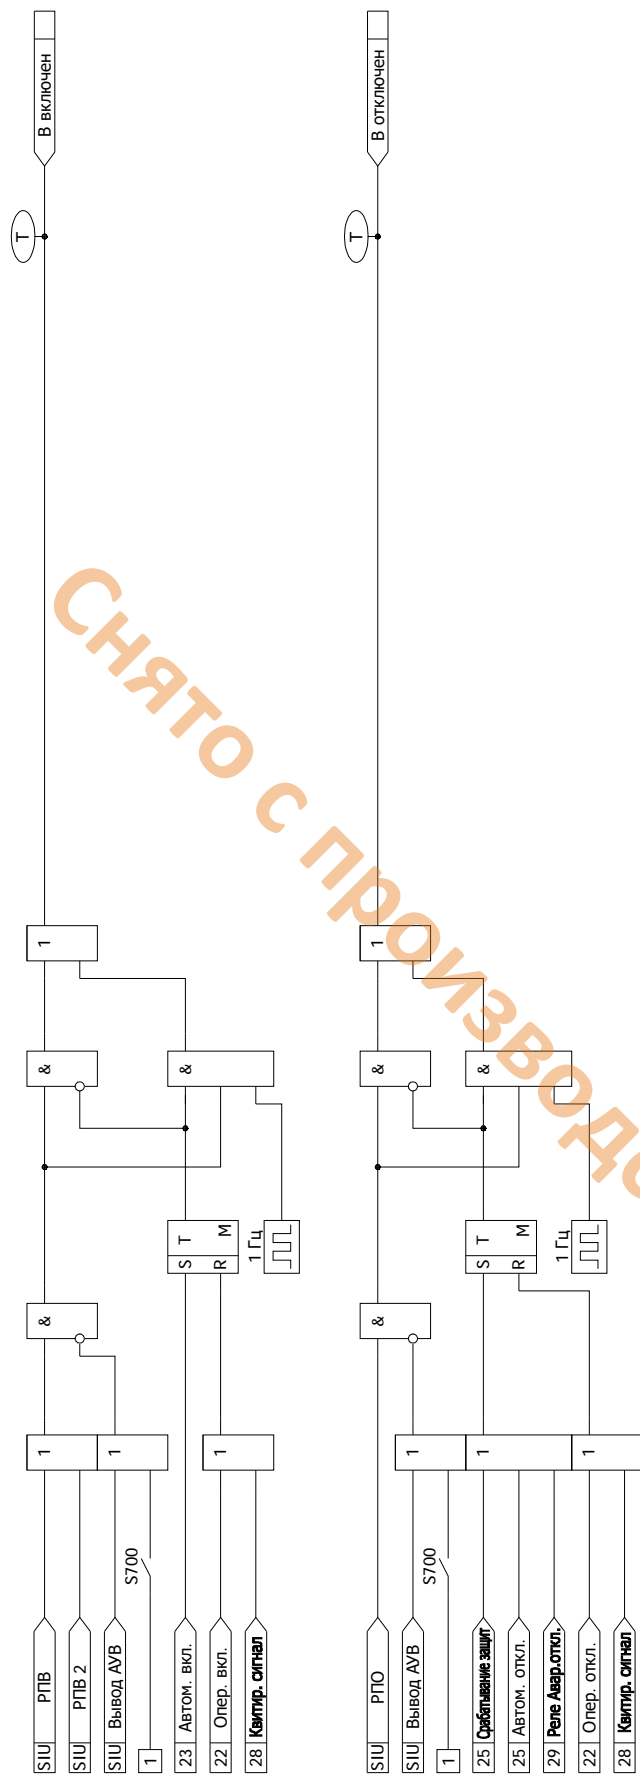 SIU РПВ
SIU РПВ 2
SIU Вывод АУВ
1
S700
23 Автом. вкл.
22 Опер. вкл.
28 Квитир. сигнал
1
1
1
&
S T
R M
1 Гц
&
&
1
T
В включен
SIU РПО
SIU Вывод АУВ
1
S700
25 Срабатывание защит
25 Автом. откл.
29 Реле Авар.откл.
22 Опер. откл.
28 Квитир. сигнал
1
1
1
&
S T
R M
1 Гц
&
&
1
T
В отключен
Снято с производс